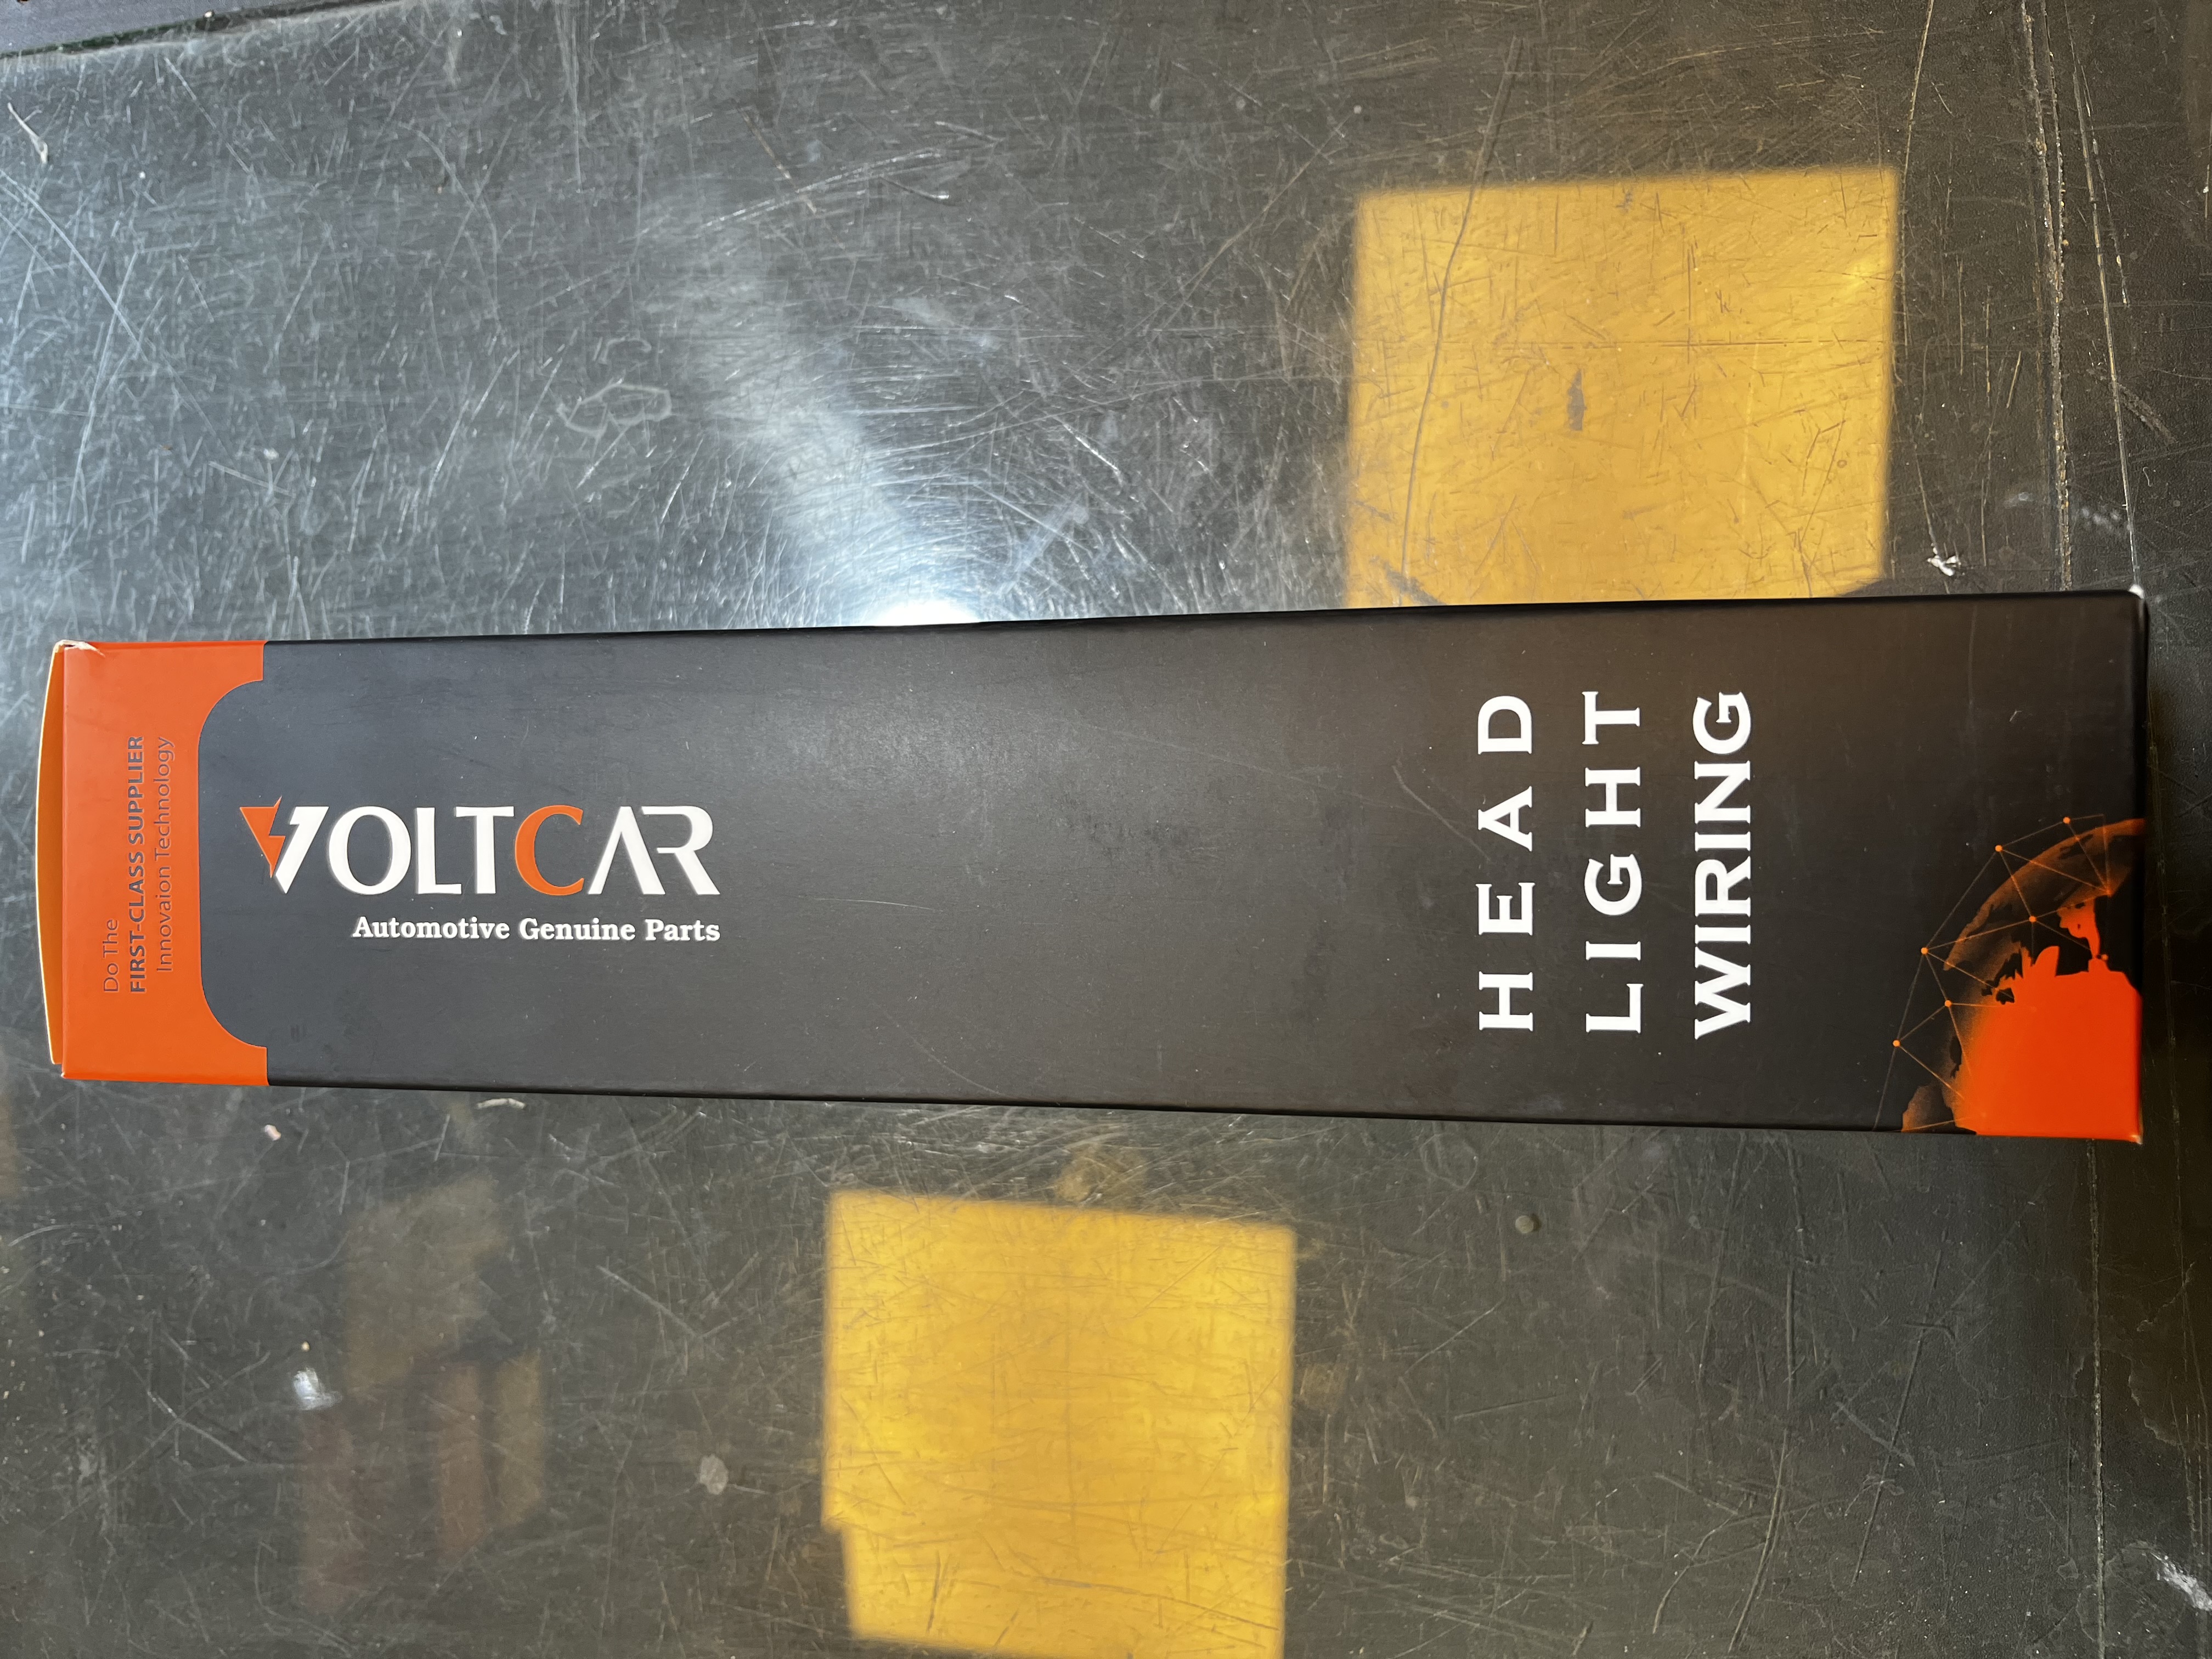 Do The
FIRST-CLASS SUPPLIER
Innovaion Technology
VOLTCAR
Automotive Genuine Parts
HEAD
LIGHT
WIRING